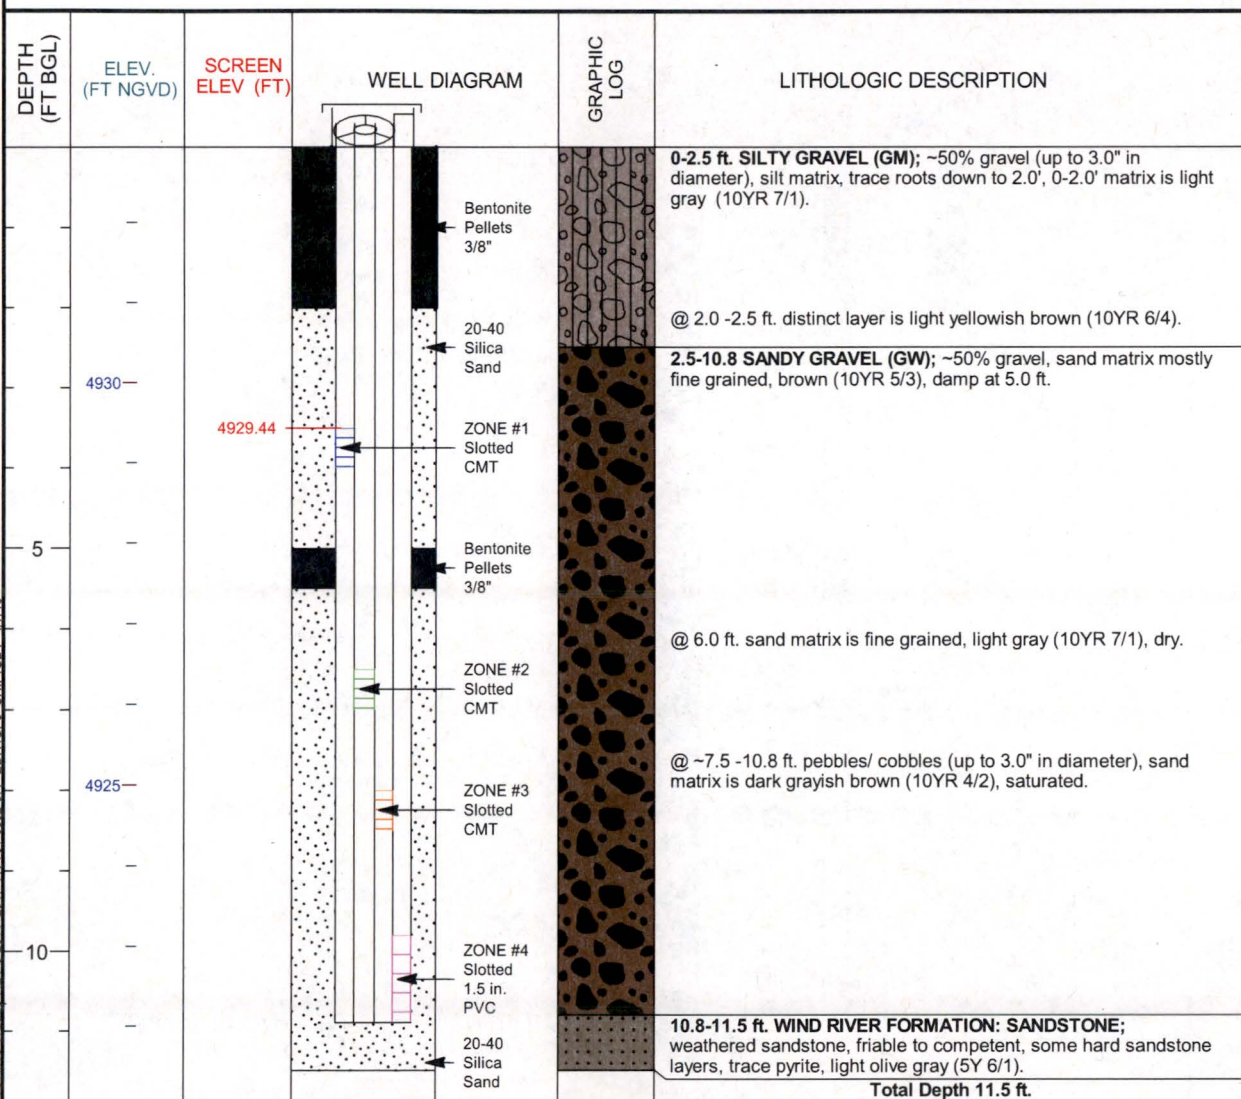 DEPTH
(FT BGL)
ELEV.
(FT NGVD)
SCREEN
ELEV (FT)
WELL DIAGRAM
GRAPHIC
LOG
LITHOLOGIC DESCRIPTION
0-2.5 ft. SILTY GRAVEL (GM); ~50% gravel (up to 3.0" in
diameter), silt matrix, trace roots down to 2.0', 0-2.0' matrix is light
gray (10YR 7/1).
Bentonite
Pellets
3/8"
@ 2.0 -2.5 ft. distinct layer is light yellowish brown (10YR 6/4).
20-40
Silica
Sand
2.5-10.8 SANDY GRAVEL (GW); ~50% gravel, sand matrix mostly
fine grained, brown (10YR 5/3), damp at 5.0 ft.
4930
4929.44
ZONE #1
Slotted
CMT
5
Bentonite
Pellets
3/8"
@ 6.0 ft. sand matrix is fine grained, light gray (10YR 7/1), dry.
ZONE #2
Slotted
CMT
@ ~7.5 -10.8 ft. pebbles/ cobbles (up to 3.0" in diameter), sand
matrix is dark grayish brown (10YR 4/2), saturated.
4925
ZONE #3
Slotted
CMT
10
ZONE #4
Slotted
1.5 in.
PVC
10.8-11.5 ft. WIND RIVER FORMATION: SANDSTONE;
weathered sandstone, friable to competent, some hard sandstone
layers, trace pyrite, light olive gray (5Y 6/1).
20-40
Silica
Sand
Total Depth 11.5 ft.